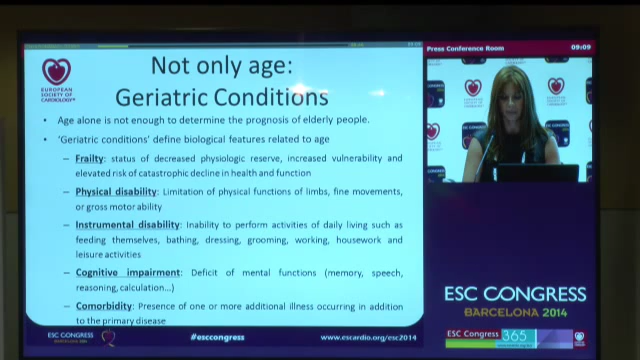 Press Conference Room 09:09
EUROPEAN
SOCIETY OF
CARDIOLOGY®
Not only age:
Geriatric Conditions
• Age alone is not enough to determine the prognosis of elderly people.
• 'Geriatric conditions' define biological features related to age
– Frailty: status of decreased physiologic reserve, increased vulnerability and
elevated risk of catastrophic decline in health and function
– Physical disability: Limitation of physical functions of limbs, fine movements,
or gross motor ability
– Instrumental disability: Inability to perform activities of daily living such as
feeding themselves, bathing, dressing, grooming, working, housework and
leisure activities
– Cognitive impairment: Deficit of mental functions (memory, speech,
reasoning, calculation...)
– Comorbidity: Presence of one or more additional illness occurring in addition
to the primary disease
ESC CONGRESS
BARCELONA 2014
#esccongress
www.escardio.org/esc2014
ESC CONGRESS
BARCELONA 2014
ESC Congress 365